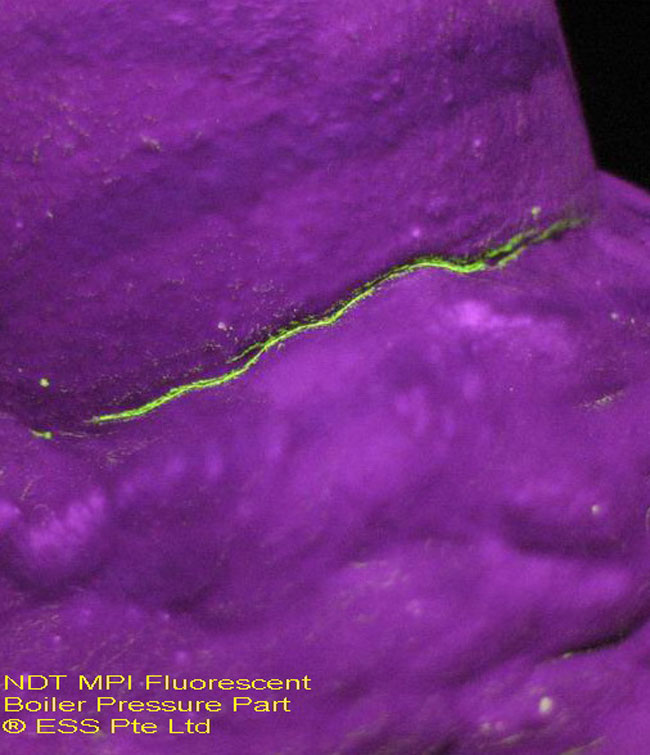 NDT MPI Fluorescent
Boiler Pressure Part
® ESS Pte Ltd